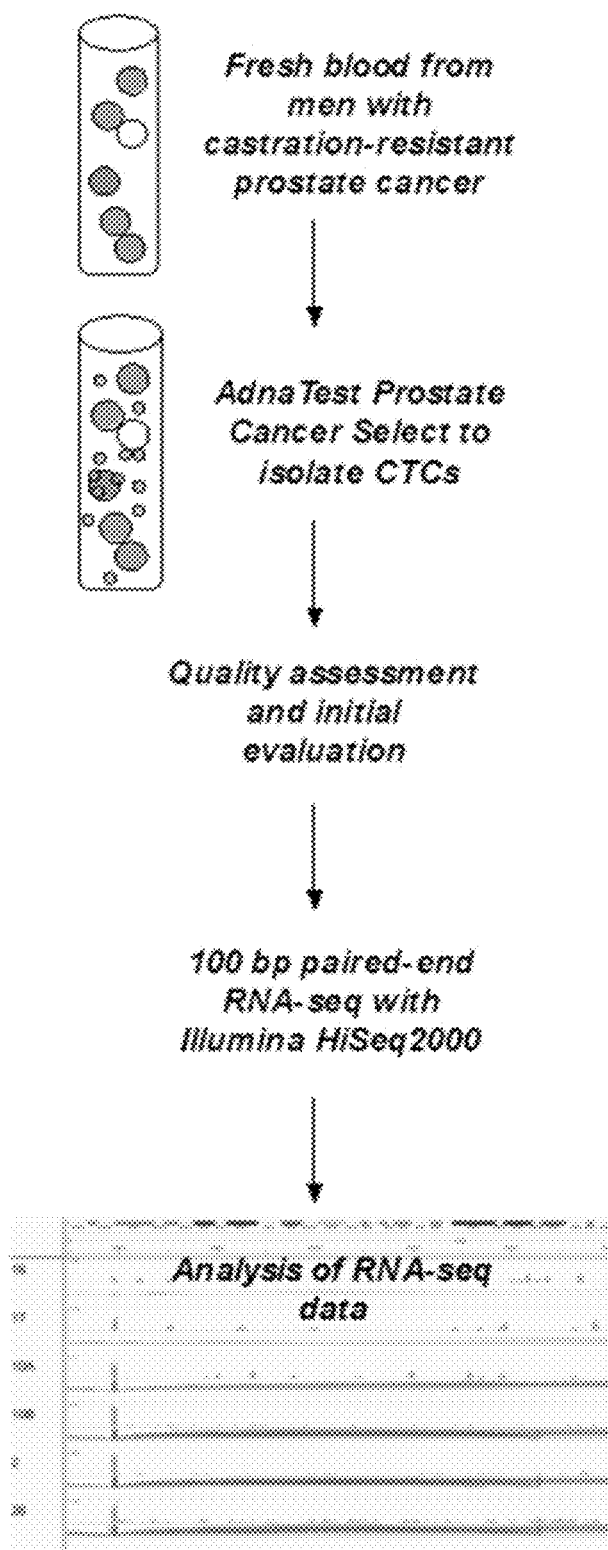 Fresh blood from
men with
castration-resistant
prostate cancer
AdnaTest Prostate
Cancer Select to
isolate CTCs
Quality assessment
and initial
evaluation
100 bp paired-end
RNA-seq with
Illumina HiSeq2000
Analysis of RNA-seq
data